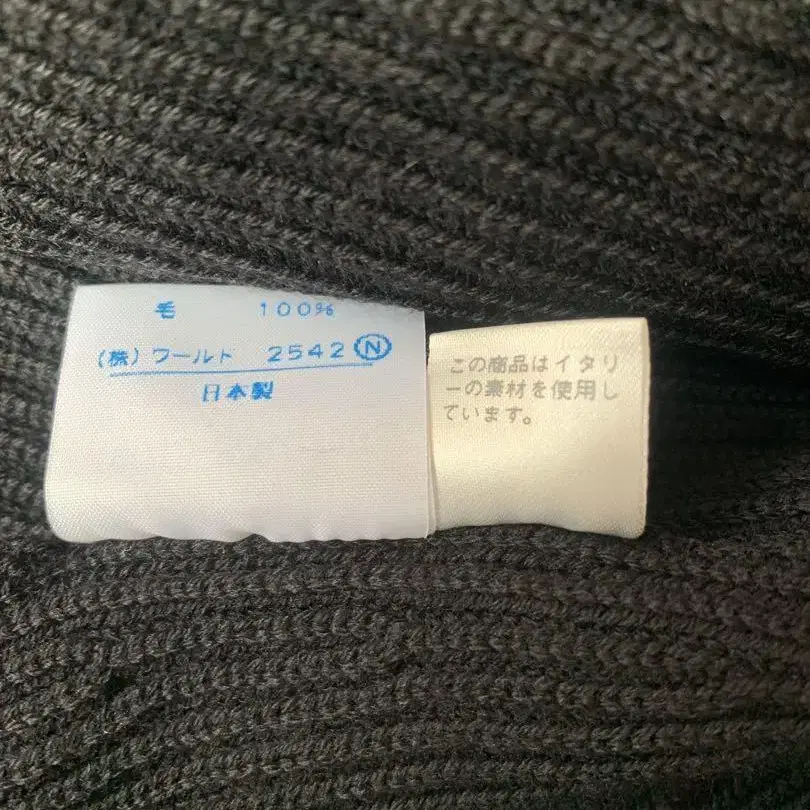 毛 100%
(株)ワールド 2542 Ⓝ
日本製
この商品はイタリ
ーの素材を使用し
ています。